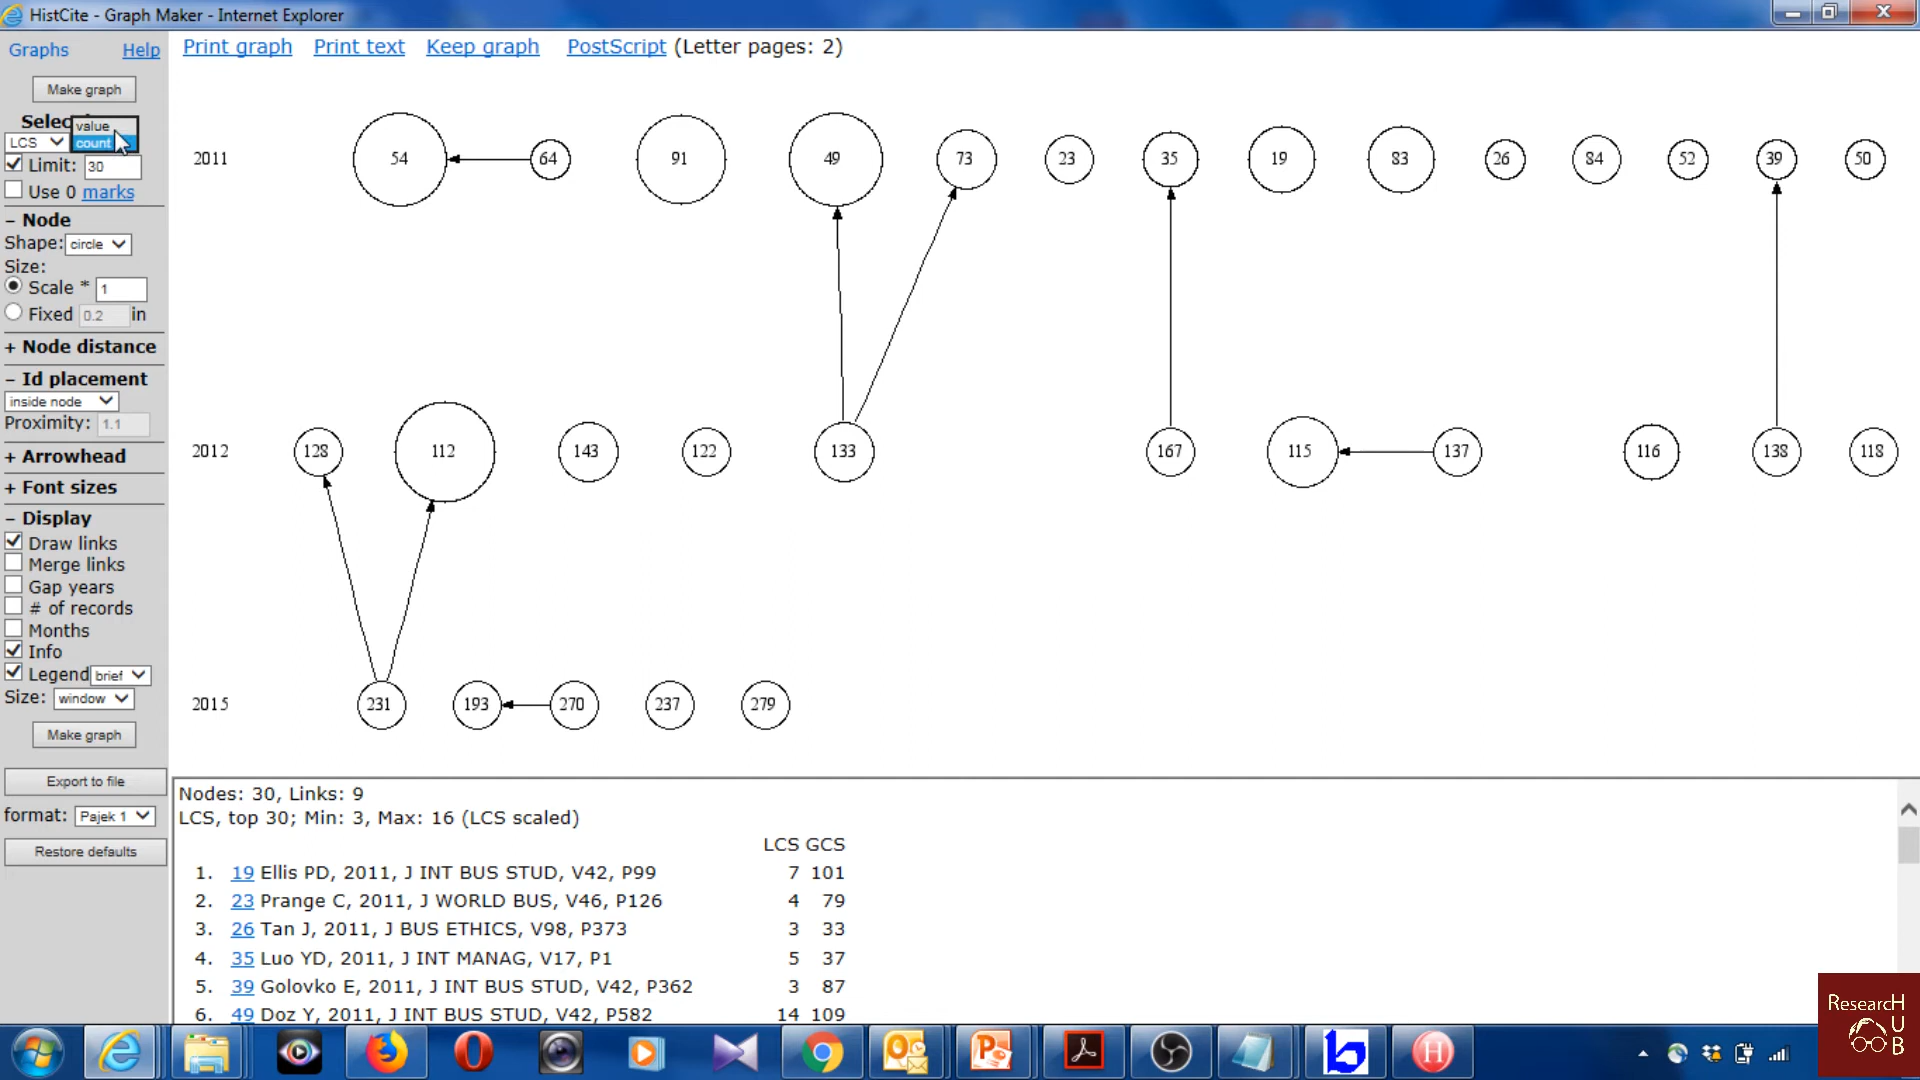 HistCite - Graph Maker - Internet Explorer
Graphs Help
Print graph Print text Keep graph PostScript (Letter pages: 2)
Make graph
Selec
value
count
LCS
Limit: 30
Use 0 marks
– Node
Shape: circle
Size:
Scale * 1
Fixed 0.2 in
+ Node distance
– Id placement
inside node
Proximity: 1.1
+ Arrowhead
+ Font sizes
– Display
Draw links
Merge links
Gap years
# of records
Months
Info
Legend brief
Size: window
Make graph
Export to file
format: Pajek 1
Restore defaults
2011 54 64 91 49 73 23 35 19 83 26 84 52 39 50
2012 128 112 143 122 133 167 115 137 116 138 118
2015 231 193 270 237 279
Nodes: 30, Links: 9
LCS, top 30; Min: 3, Max: 16 (LCS scaled)
LCS GCS
1. 19 Ellis PD, 2011, J INT BUS STUD, V42, P99 7 101
2. 23 Prange C, 2011, J WORLD BUS, V46, P126 4 79
3. 26 Tan J, 2011, J BUS ETHICS, V98, P373 3 33
4. 35 Luo YD, 2011, J INT MANAG, V17, P1 5 37
5. 39 Golovko E, 2011, J INT BUS STUD, V42, P362 3 87
6. 49 Doz Y, 2011, J INT BUS STUD, V42, P582 14 109
ResearcH
U
B